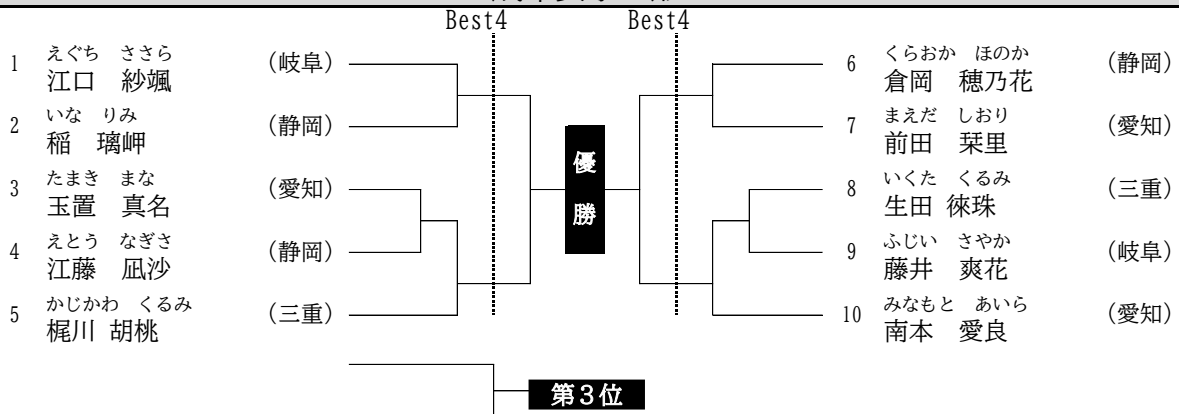 Best4 Best4
えぐち ささら
1 江口 紗颯 (岐阜)
いな りみ
2 稲 璃岬 (静岡)
たまき まな
3 玉置 真名 (愛知)
えとう なぎさ
4 江藤 凪沙 (静岡)
かじかわ くるみ
5 梶川 胡桃 (三重)
優勝
くらおか ほのか
6 倉岡 穂乃花 (静岡)
まえだ しおり
7 前田 栞里 (愛知)
いくた くるみ
8 生田 徠珠 (三重)
ふじい さやか
9 藤井 爽花 (岐阜)
みなもと あいら
10 南本 愛良 (愛知)
第3位